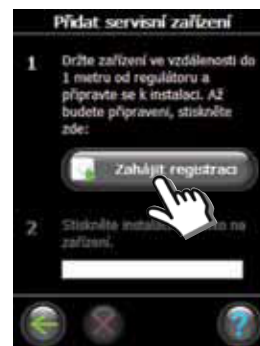 Přidat servisní zařízení
1 Držte zařízení ve vzdálenosti do
1 metru od regulátoru a
připravte se k instalaci. Až
budete připraveni, stiskněte
zde:
Zahájit registraci
2 Stiskněte na
zařízení.
?